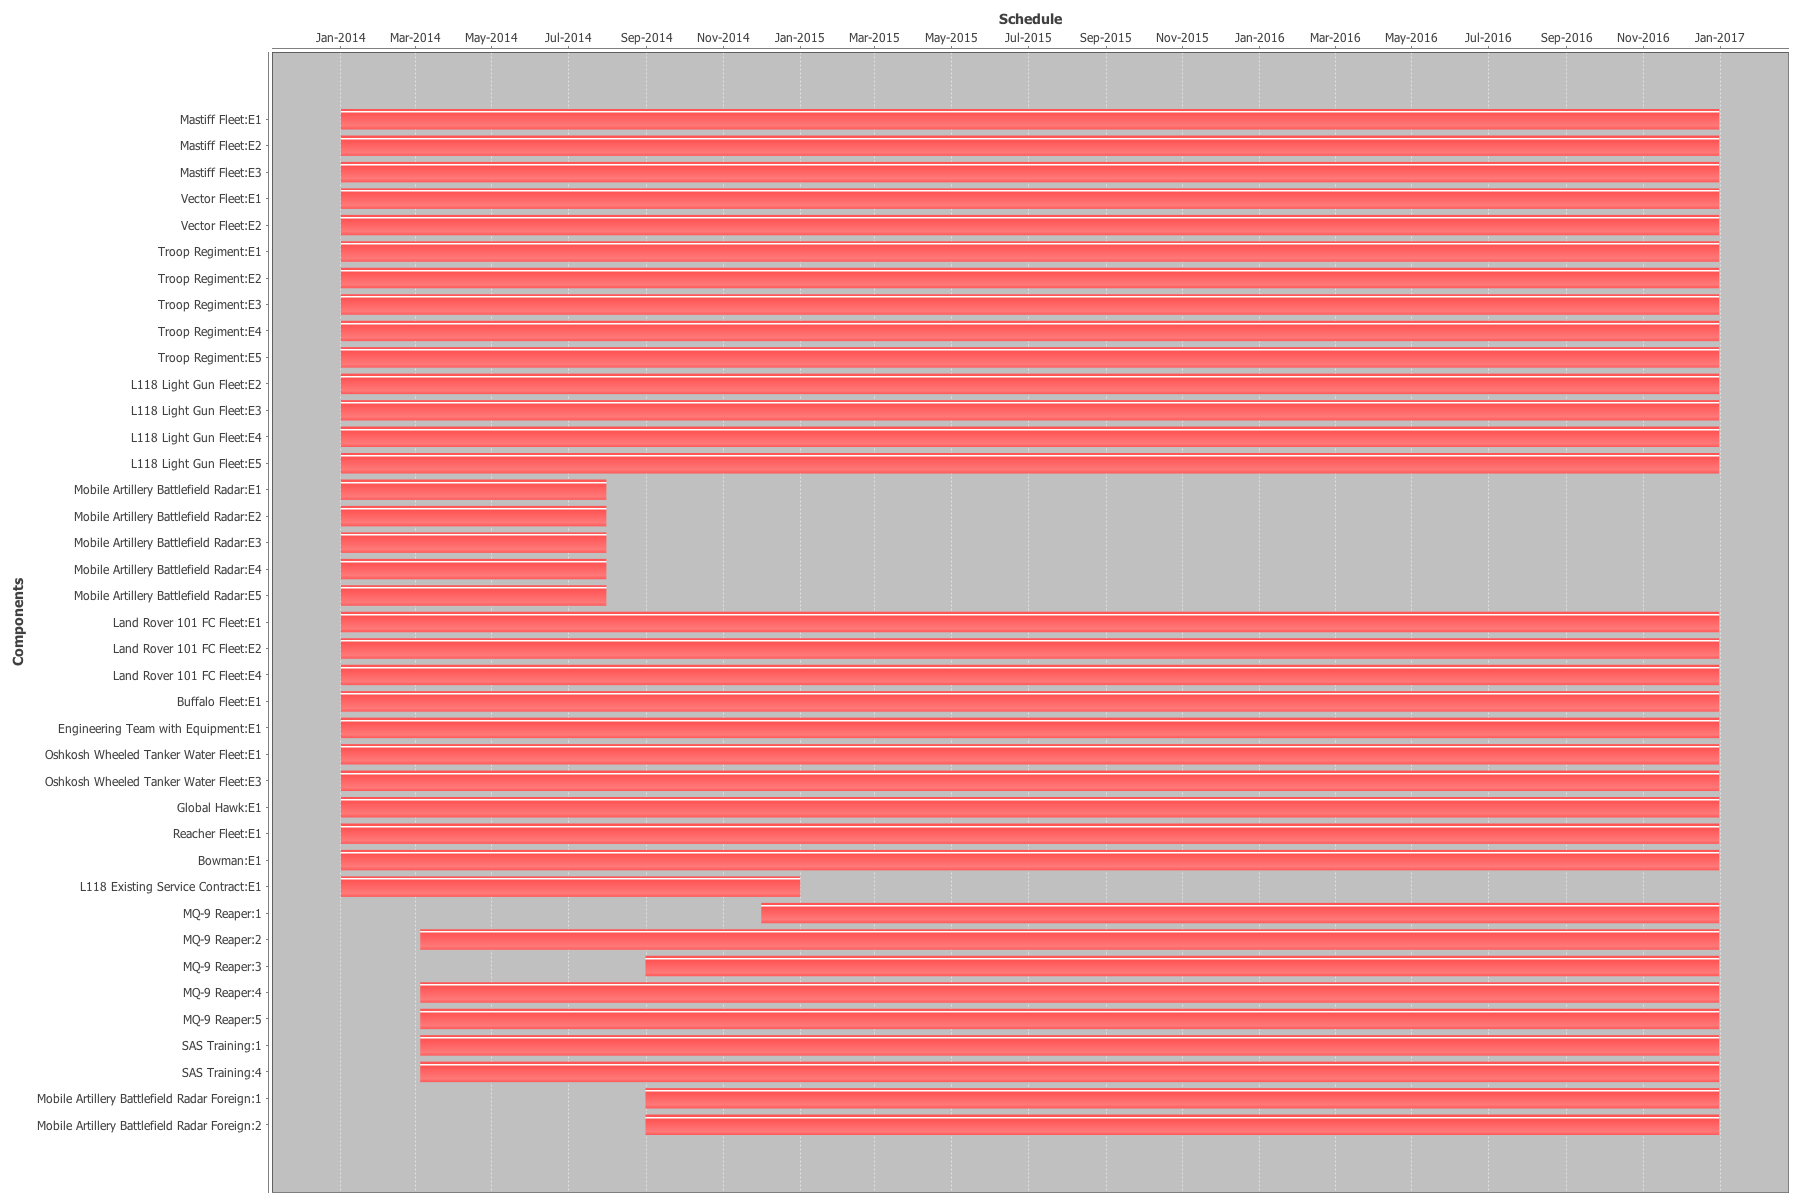 Schedule
Jan-2014 Mar-2014 May-2014 Jul-2014 Sep-2014 Nov-2014 Jan-2015 Mar-2015 May-2015 Jul-2015 Sep-2015 Nov-2015 Jan-2016 Mar-2016 May-2016 Jul-2016 Sep-2016 Nov-2016 Jan-2017
Components
Mastiff Fleet:E1
Mastiff Fleet:E2
Mastiff Fleet:E3
Vector Fleet:E1
Vector Fleet:E2
Troop Regiment:E1
Troop Regiment:E2
Troop Regiment:E3
Troop Regiment:E4
Troop Regiment:E5
L118 Light Gun Fleet:E2
L118 Light Gun Fleet:E3
L118 Light Gun Fleet:E4
L118 Light Gun Fleet:E5
Mobile Artillery Battlefield Radar:E1
Mobile Artillery Battlefield Radar:E2
Mobile Artillery Battlefield Radar:E3
Mobile Artillery Battlefield Radar:E4
Mobile Artillery Battlefield Radar:E5
Land Rover 101 FC Fleet:E1
Land Rover 101 FC Fleet:E2
Land Rover 101 FC Fleet:E4
Buffalo Fleet:E1
Engineering Team with Equipment:E1
Oshkosh Wheeled Tanker Water Fleet:E1
Oshkosh Wheeled Tanker Water Fleet:E3
Global Hawk:E1
Reacher Fleet:E1
Bowman:E1
L118 Existing Service Contract:E1
MQ-9 Reaper:1
MQ-9 Reaper:2
MQ-9 Reaper:3
MQ-9 Reaper:4
MQ-9 Reaper:5
SAS Training:1
SAS Training:4
Mobile Artillery Battlefield Radar Foreign:1
Mobile Artillery Battlefield Radar Foreign:2